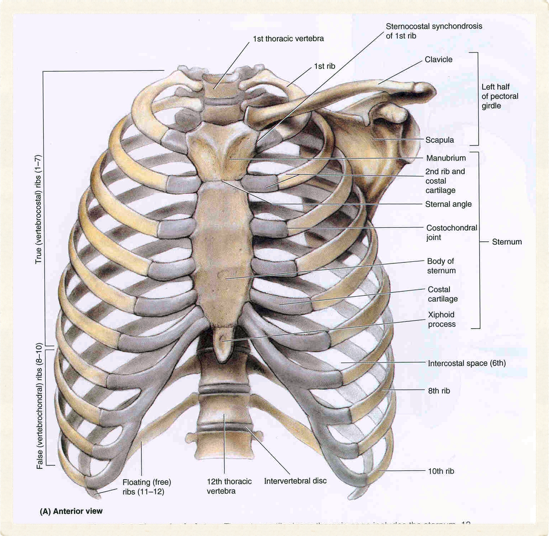 Sternocostal synchondrosis
of 1st rib
1st thoracic vertebra
1st rib
Clavicle
Left half
of pectoral
girdle
Scapula
Manubrium
2nd rib and
costal
cartilage
Sternal angle
Costochondral
joint
Sternum
Body of
sternum
Costal
cartilage
Xiphoid
process
Intercostal space (6th)
8th rib
10th rib
True (vertebrocostal) ribs (1–7)
False (vertebrochondral) ribs (8–10)
Floating (free)
ribs (11–12)
12th thoracic
vertebra
Intervertebral disc
(A) Anterior view